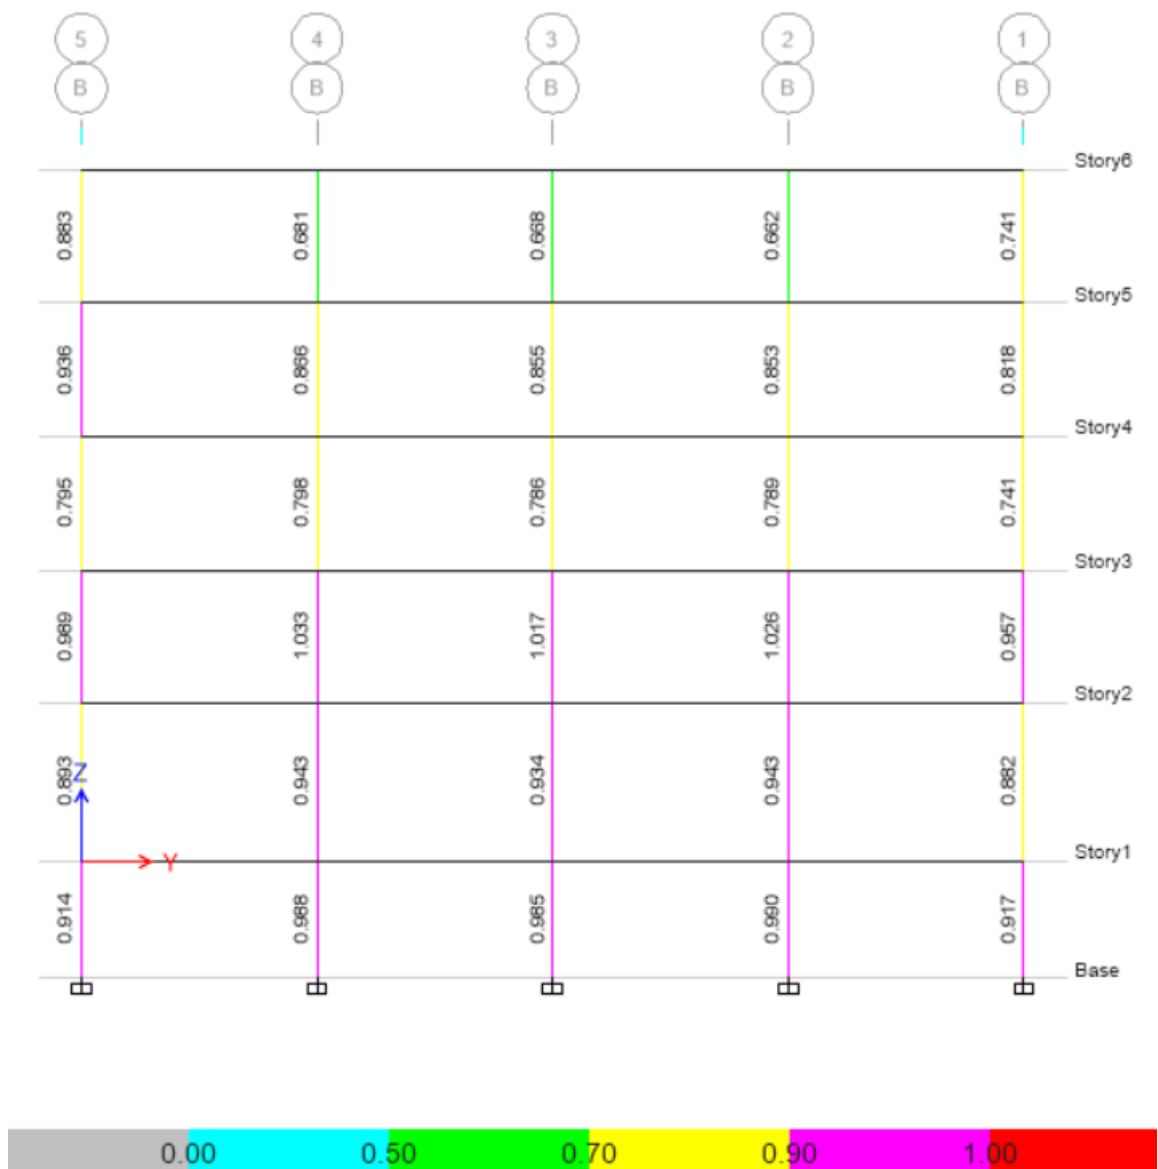 5 4 3 2 1
B B B B B
Story6
0.883 0.681 0.668 0.662 0.741
Story5
0.936 0.866 0.855 0.853 0.818
Story4
0.795 0.798 0.786 0.789 0.741
Story3
0.989 1.033 1.017 1.026 0.957
Story2
0.893 0.943 0.934 0.943 0.882
Z
Story1
Y
0.914 0.988 0.985 0.990 0.917
Base
0.00 0.50 0.70 0.90 1.00